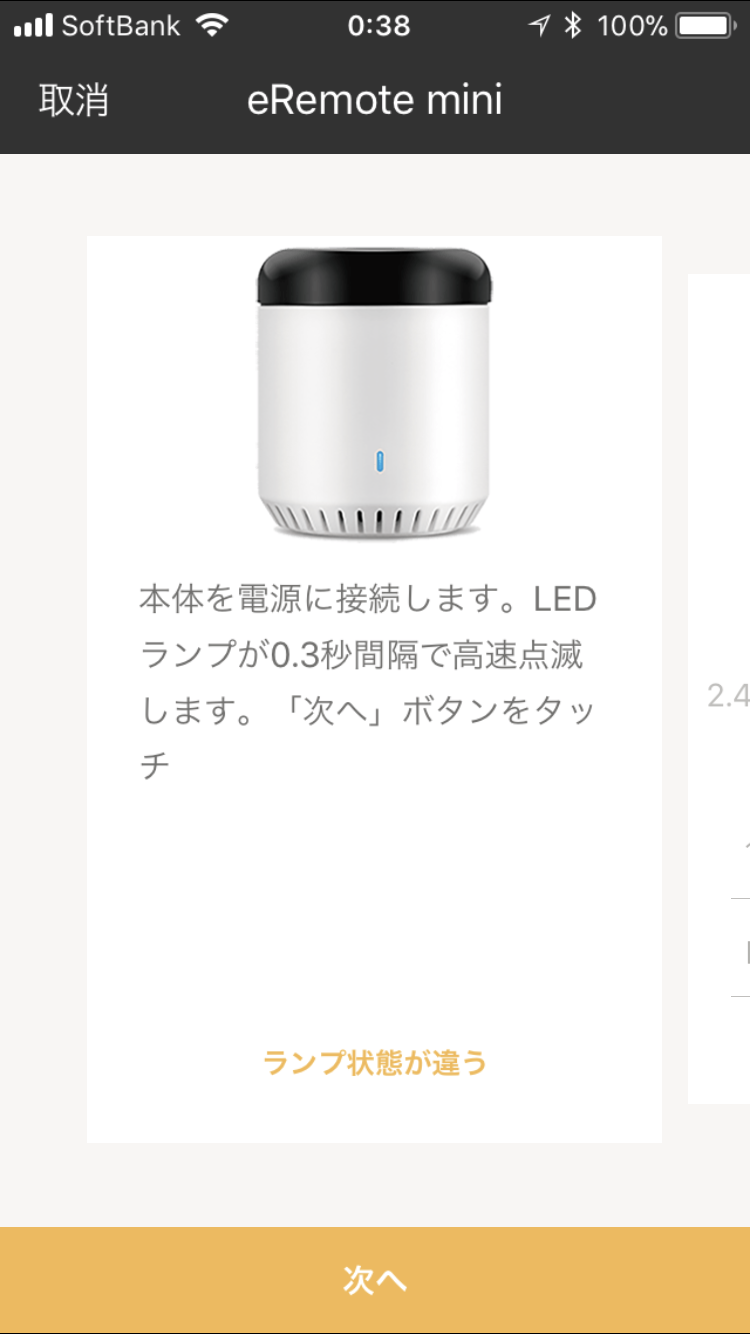 SoftBank 0:38 100%
取消 eRemote mini
本体を電源に接続します。LED
ランプが0.3秒間隔で高速点滅
します。「次へ」ボタンをタッ
チ
2.4
ランプ状態が違う
次へ